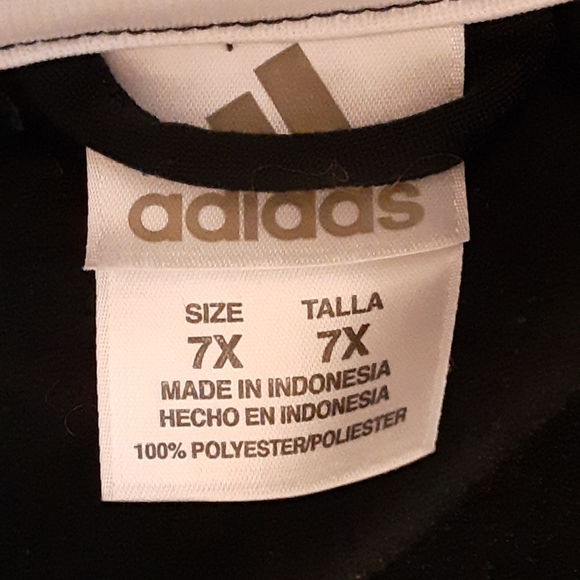 adidas
SIZE TALLA
7X 7X
MADE IN INDONESIA
HECHO EN INDONESIA
100% POLYESTER/POLIESTER